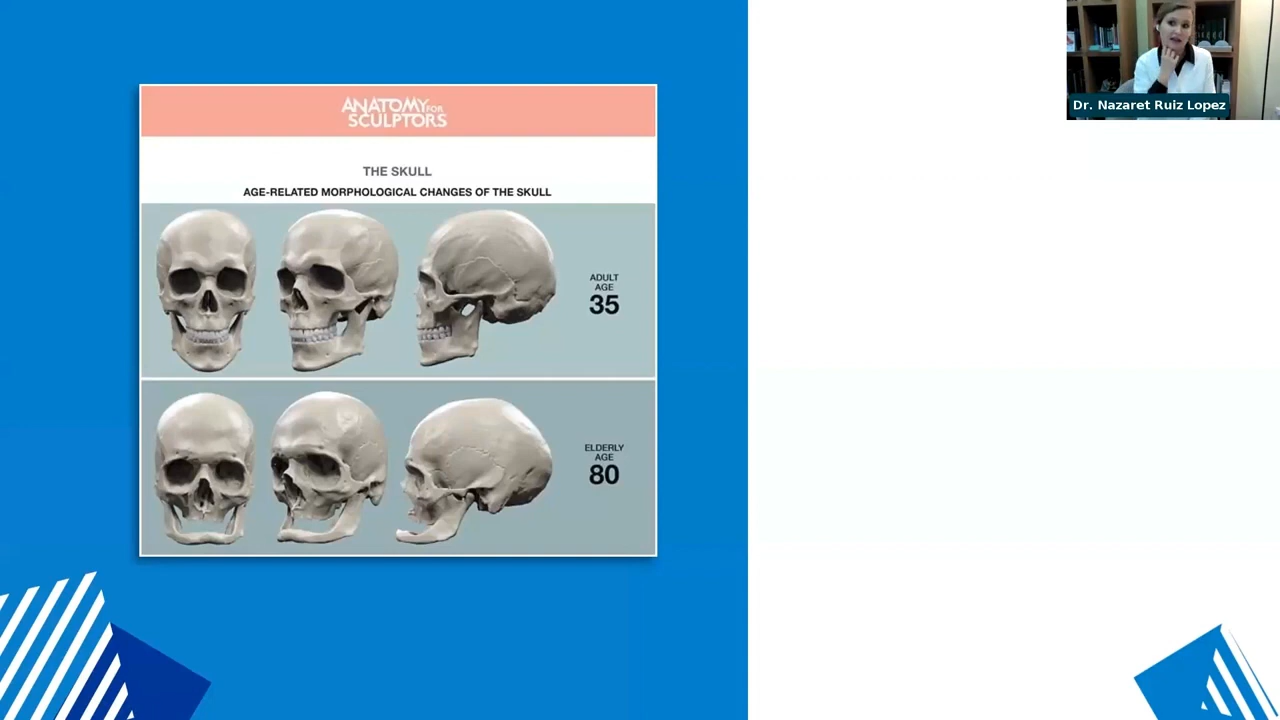 ANATOMY FOR
SCULPTORS
THE SKULL
AGE-RELATED MORPHOLOGICAL CHANGES OF THE SKULL
ADULT
AGE
35
ELDERLY
AGE
80
Dr. Nazaret Ruiz Lopez